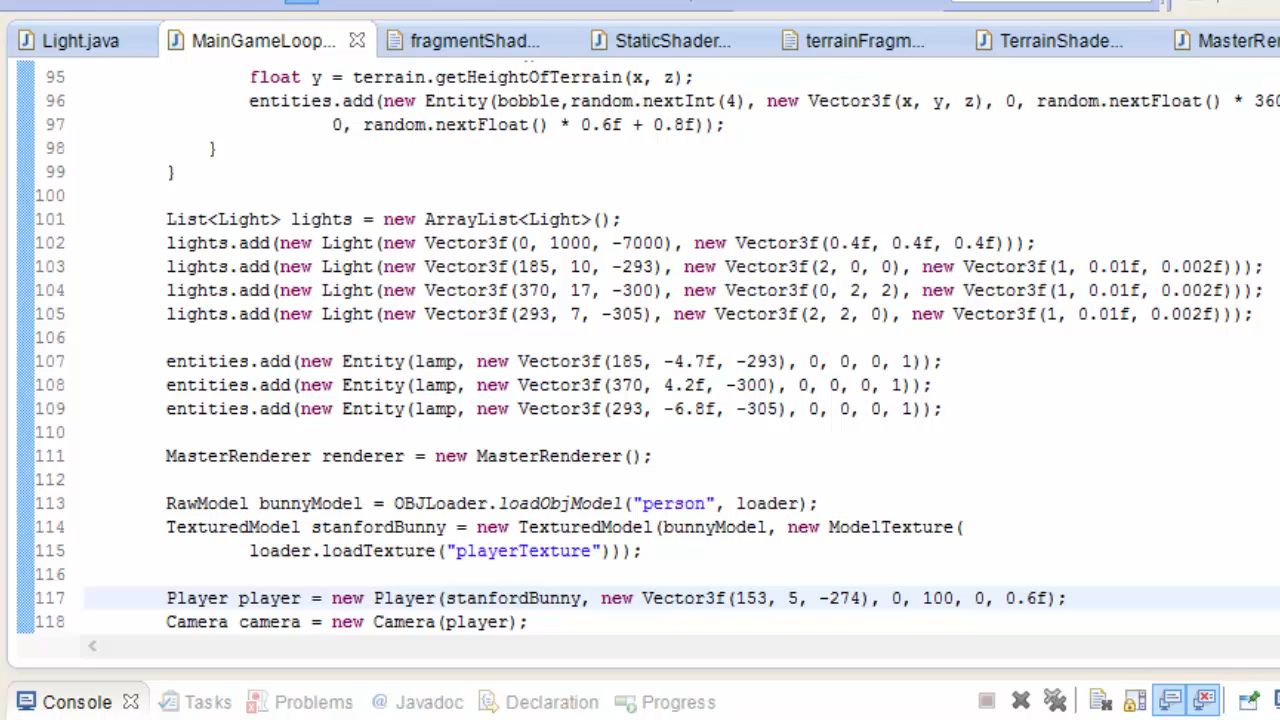 Light.java MainGameLoop... fragmentShad... StaticShader... terrainFragm... TerrainShade... MasterRen
95 float y = terrain.getHeightOfTerrain(x, z);
96 entities.add(new Entity(bobble,random.nextInt(4), new Vector3f(x, y, z), 0, random.nextFloat() * 360
97 0, random.nextFloat() * 0.6f + 0.8f));
98 }
99 }
100
101 List<Light> lights = new ArrayList<Light>();
102 lights.add(new Light(new Vector3f(0, 1000, -7000), new Vector3f(0.4f, 0.4f, 0.4f)));
103 lights.add(new Light(new Vector3f(185, 10, -293), new Vector3f(2, 0, 0), new Vector3f(1, 0.01f, 0.002f)));
104 lights.add(new Light(new Vector3f(370, 17, -300), new Vector3f(0, 2, 2), new Vector3f(1, 0.01f, 0.002f)));
105 lights.add(new Light(new Vector3f(293, 7, -305), new Vector3f(2, 2, 0), new Vector3f(1, 0.01f, 0.002f)));
106
107 entities.add(new Entity(lamp, new Vector3f(185, -4.7f, -293), 0, 0, 0, 1));
108 entities.add(new Entity(lamp, new Vector3f(370, 4.2f, -300), 0, 0, 0, 1));
109 entities.add(new Entity(lamp, new Vector3f(293, -6.8f, -305), 0, 0, 0, 1));
110
111 MasterRenderer renderer = new MasterRenderer();
112
113 RawModel bunnyModel = OBJLoader.loadObjModel("person", loader);
114 TexturedModel stanfordBunny = new TexturedModel(bunnyModel, new ModelTexture(
115 loader.loadTexture("playerTexture")));
116
117 Player player = new Player(stanfordBunny, new Vector3f(153, 5, -274), 0, 100, 0, 0.6f);
118 Camera camera = new Camera(player);
Console Tasks Problems @ Javadoc Declaration Progress